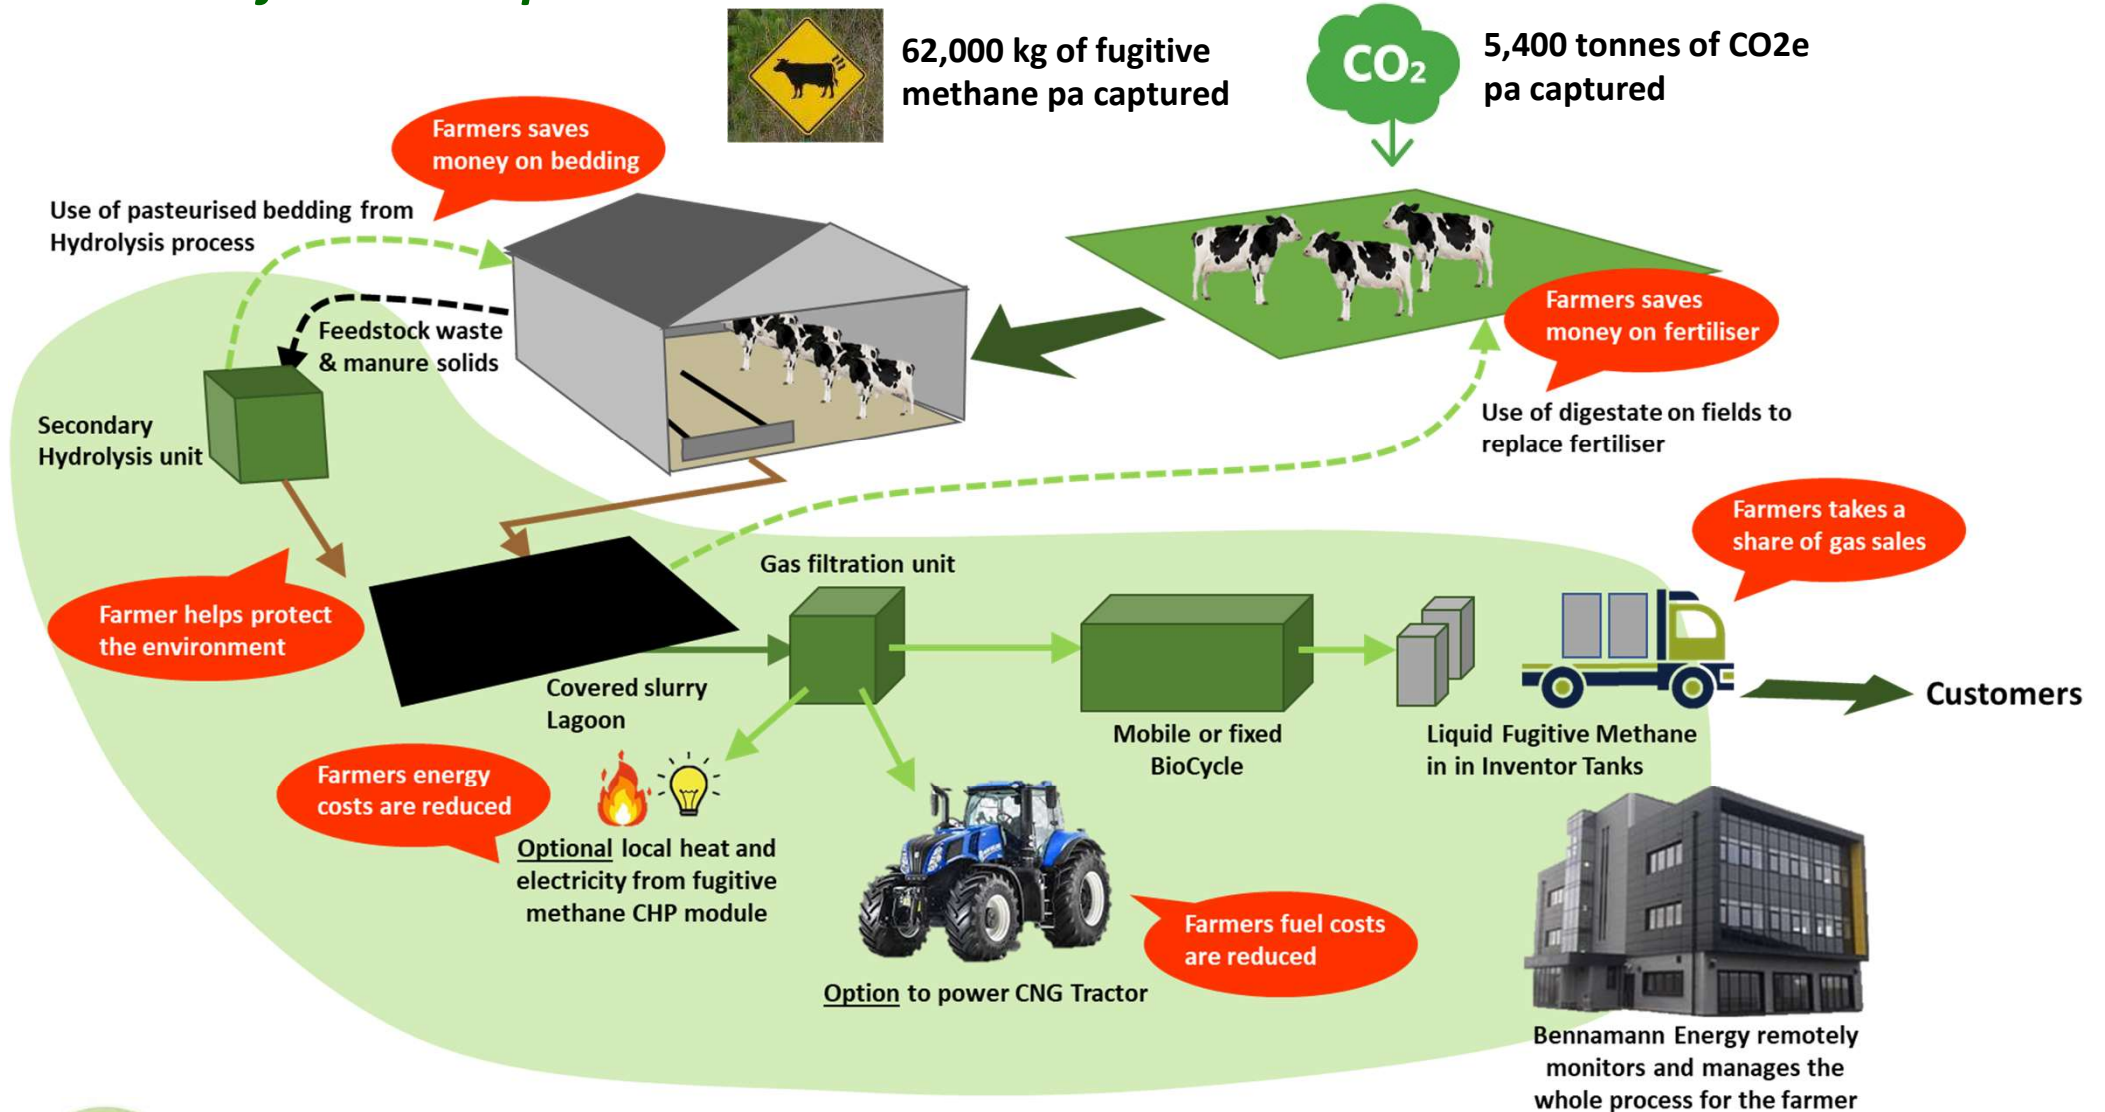 62,000 kg of fugitive
methane pa captured
CO₂
5,400 tonnes of CO2e
pa captured
Farmers saves
money on bedding
Use of pasteurised bedding from
Hydrolysis process
Feedstock waste
& manure solids
Secondary
Hydrolysis unit
Farmers saves
money on fertiliser
Use of digestate on fields to
replace fertiliser
Farmers takes a
share of gas sales
Gas filtration unit
Farmer helps protect
the environment
Covered slurry
Lagoon
Mobile or fixed
BioCycle
Liquid Fugitive Methane
in in Inventor Tanks
Customers
Farmers energy
costs are reduced
Optional local heat and
electricity from fugitive
methane CHP module
Farmers fuel costs
are reduced
Option to power CNG Tractor
Bennamann Energy remotely
monitors and manages the
whole process for the farmer